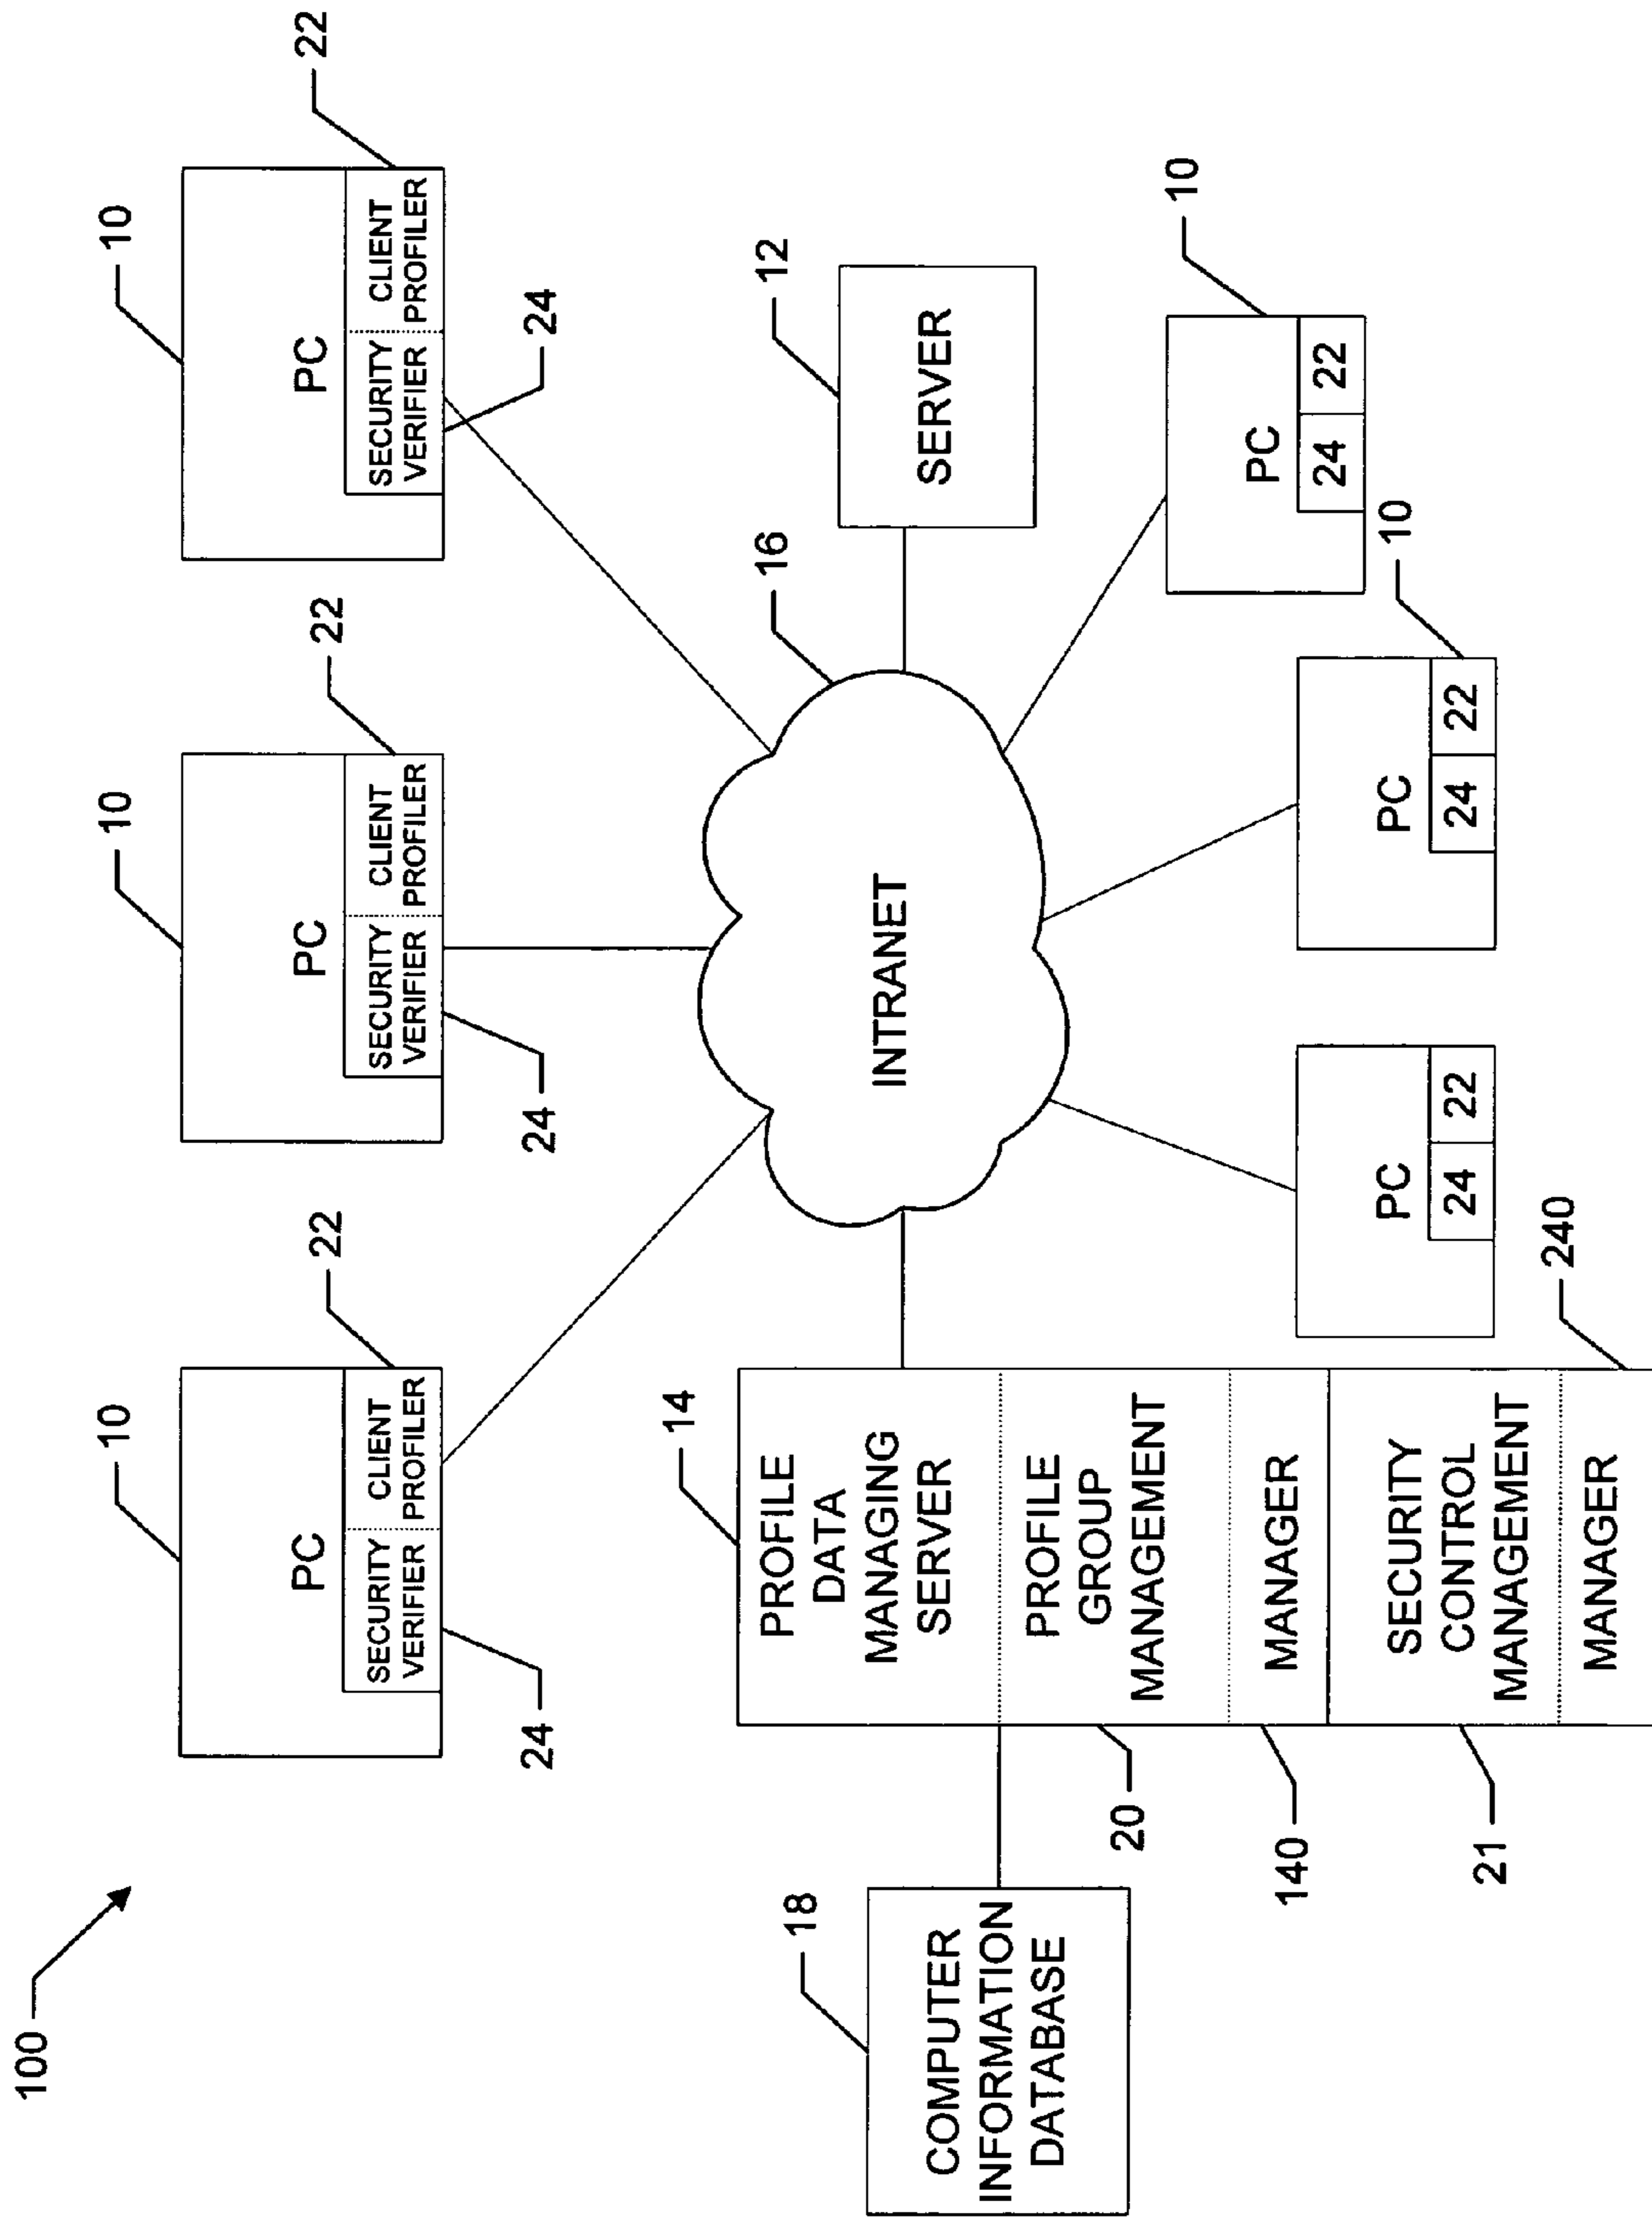 100
10
PC
SECURITY
VERIFIER
CLIENT
PROFILER
22
24
10
PC
SECURITY
VERIFIER
CLIENT
PROFILER
22
24
10
PC
SECURITY
VERIFIER
CLIENT
PROFILER
22
24
18
COMPUTER
INFORMATION
DATABASE
14
PROFILE
DATA
MANAGING
SERVER
PROFILE
GROUP
MANAGEMENT
MANAGER
SECURITY
CONTROL
MANAGEMENT
MANAGER
20
140
21
240
16
INTRANET
12
SERVER
PC
24
22
10
PC
24
22
10
PC
24
22